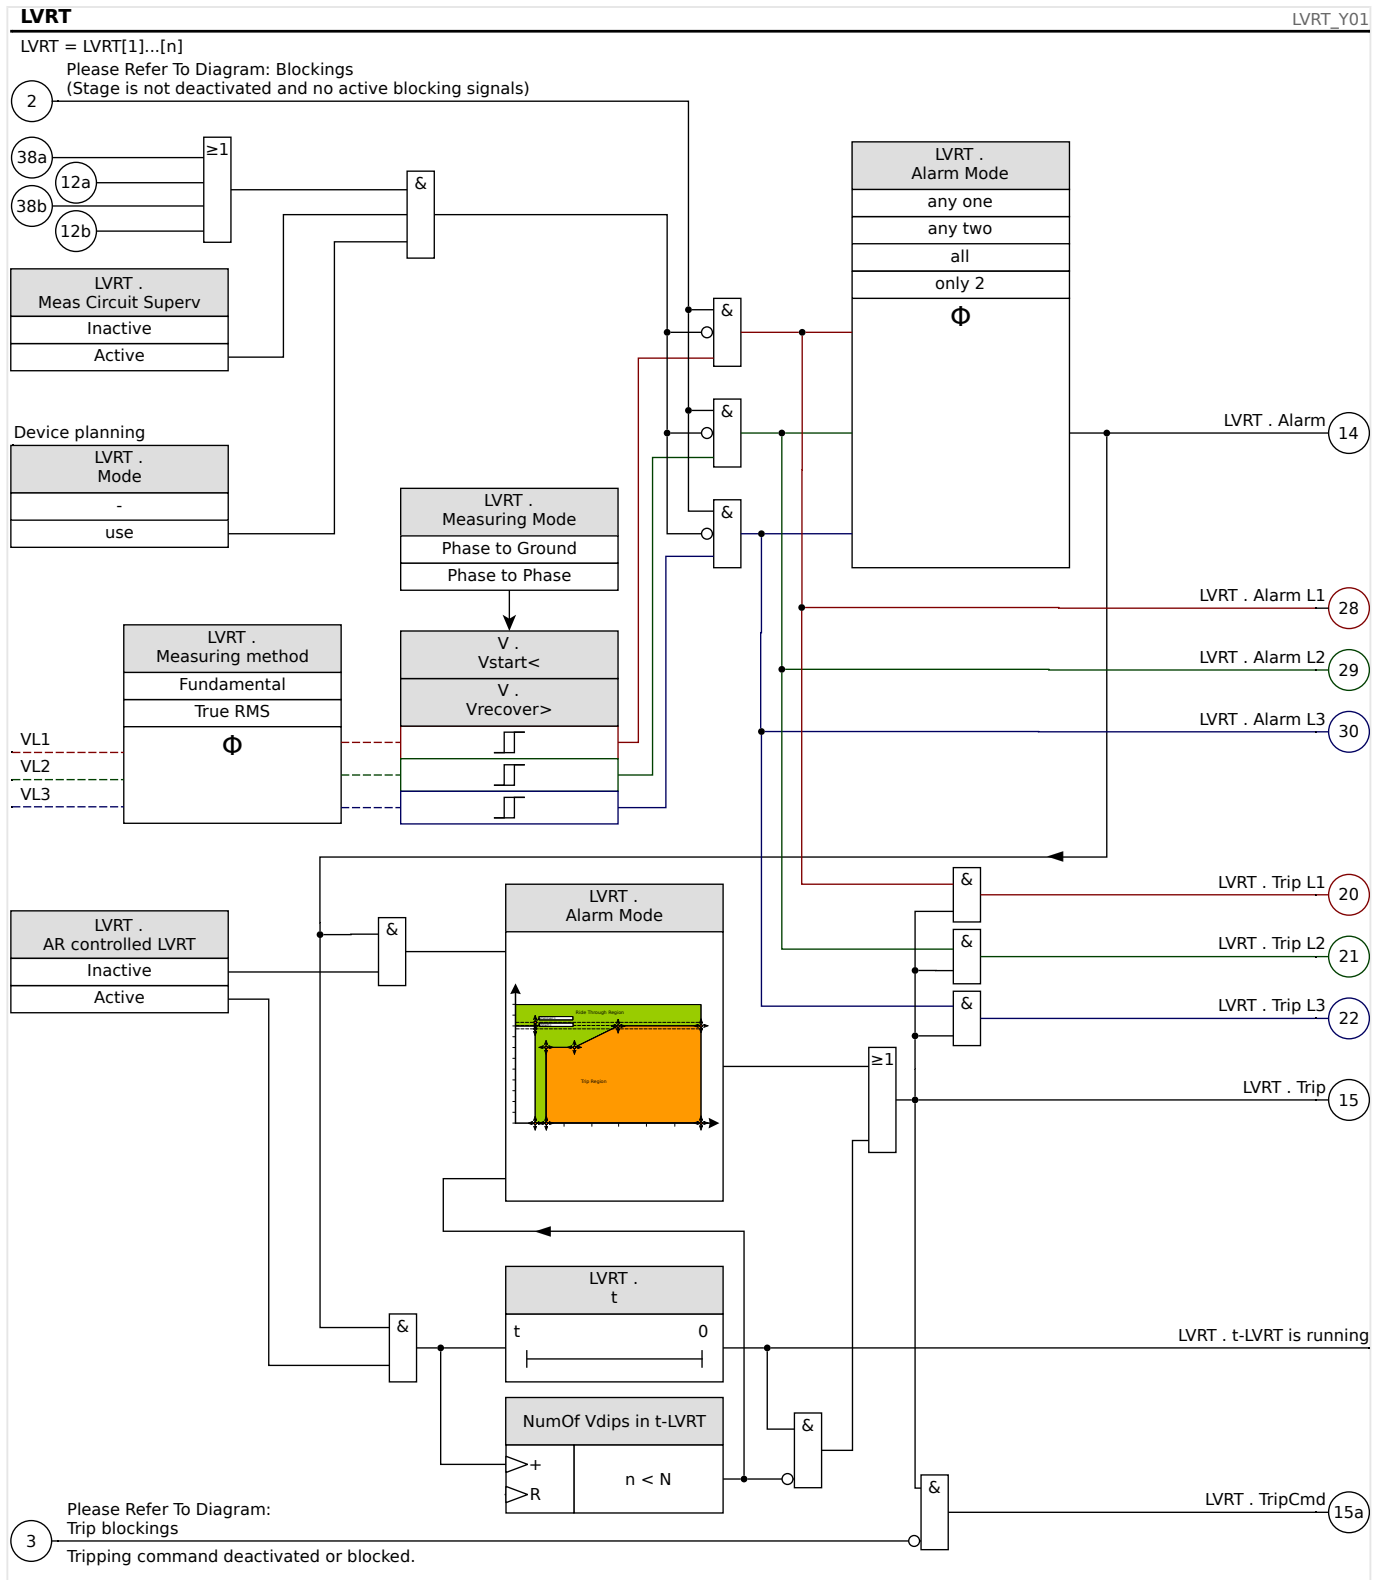 LVRT
LVRT_Y01
LVRT = LVRT[1]...[n]
Please Refer To Diagram: Blockings
(Stage is not deactivated and no active blocking signals)
2
38a
12a
38b
12b
≥1
&
LVRT .
Meas Circuit Superv
Inactive
Active
Device planning
LVRT .
Mode
-
use
LVRT .
Measuring Mode
Phase to Ground
Phase to Phase
LVRT .
Measuring method
Fundamental
True RMS
Φ
VL1
VL2
VL3
V .
Vstart<
V .
Vrecover>
&
&
&
LVRT .
Alarm Mode
any one
any two
all
only 2
Φ
LVRT . Alarm
14
LVRT . Alarm L1
28
LVRT . Alarm L2
29
LVRT . Alarm L3
30
LVRT .
AR controlled LVRT
Inactive
Active
&
LVRT .
Alarm Mode
Ride Through Region
Trip Region
&
LVRT . Trip L1
20
&
LVRT . Trip L2
21
&
LVRT . Trip L3
22
≥1
LVRT . Trip
15
LVRT .
t
t
0
&
LVRT . t-LVRT is running
NumOf Vdips in t-LVRT
+
R
n < N
&
&
LVRT . TripCmd
15a
Please Refer To Diagram:
Trip blockings
3
Tripping command deactivated or blocked.